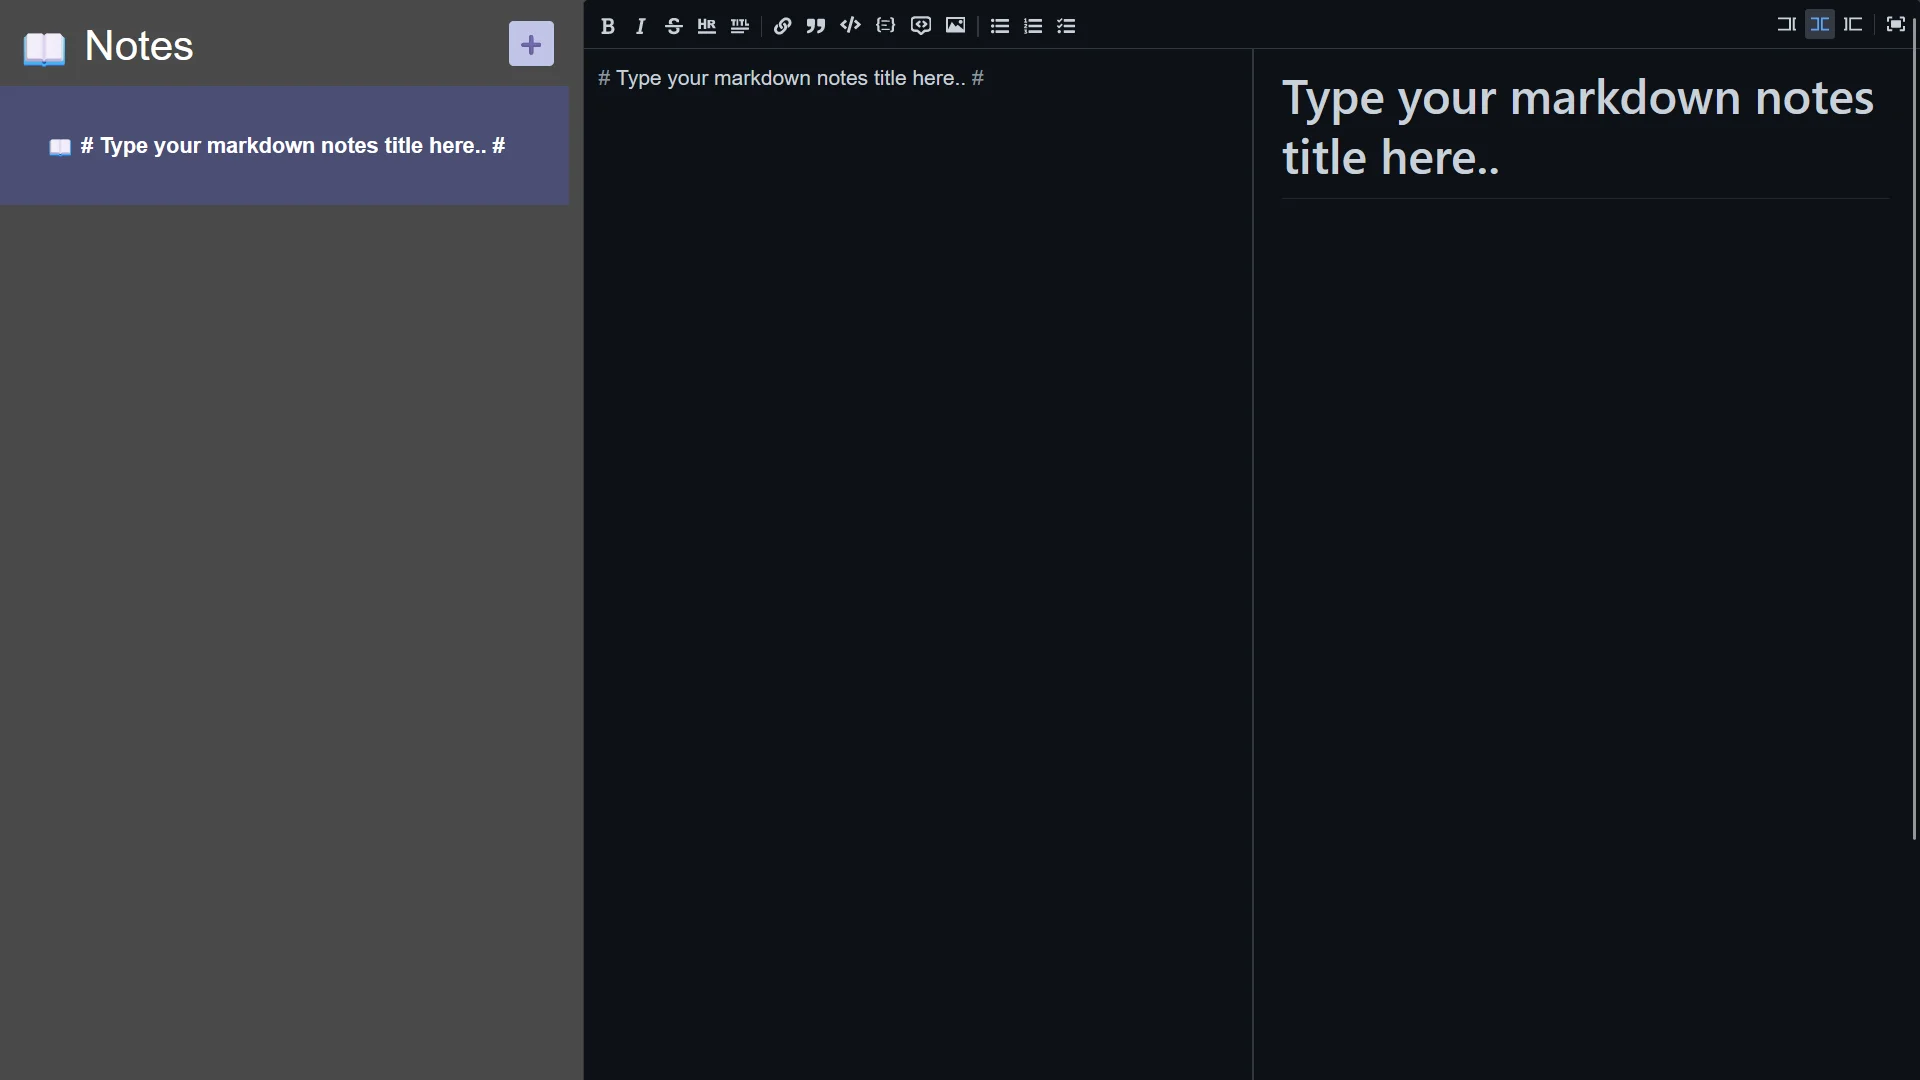 Notes
+
# Type your markdown notes title here.. #
B I S HR TITL
# Type your markdown notes title here.. #
Type your markdown notes
title here..